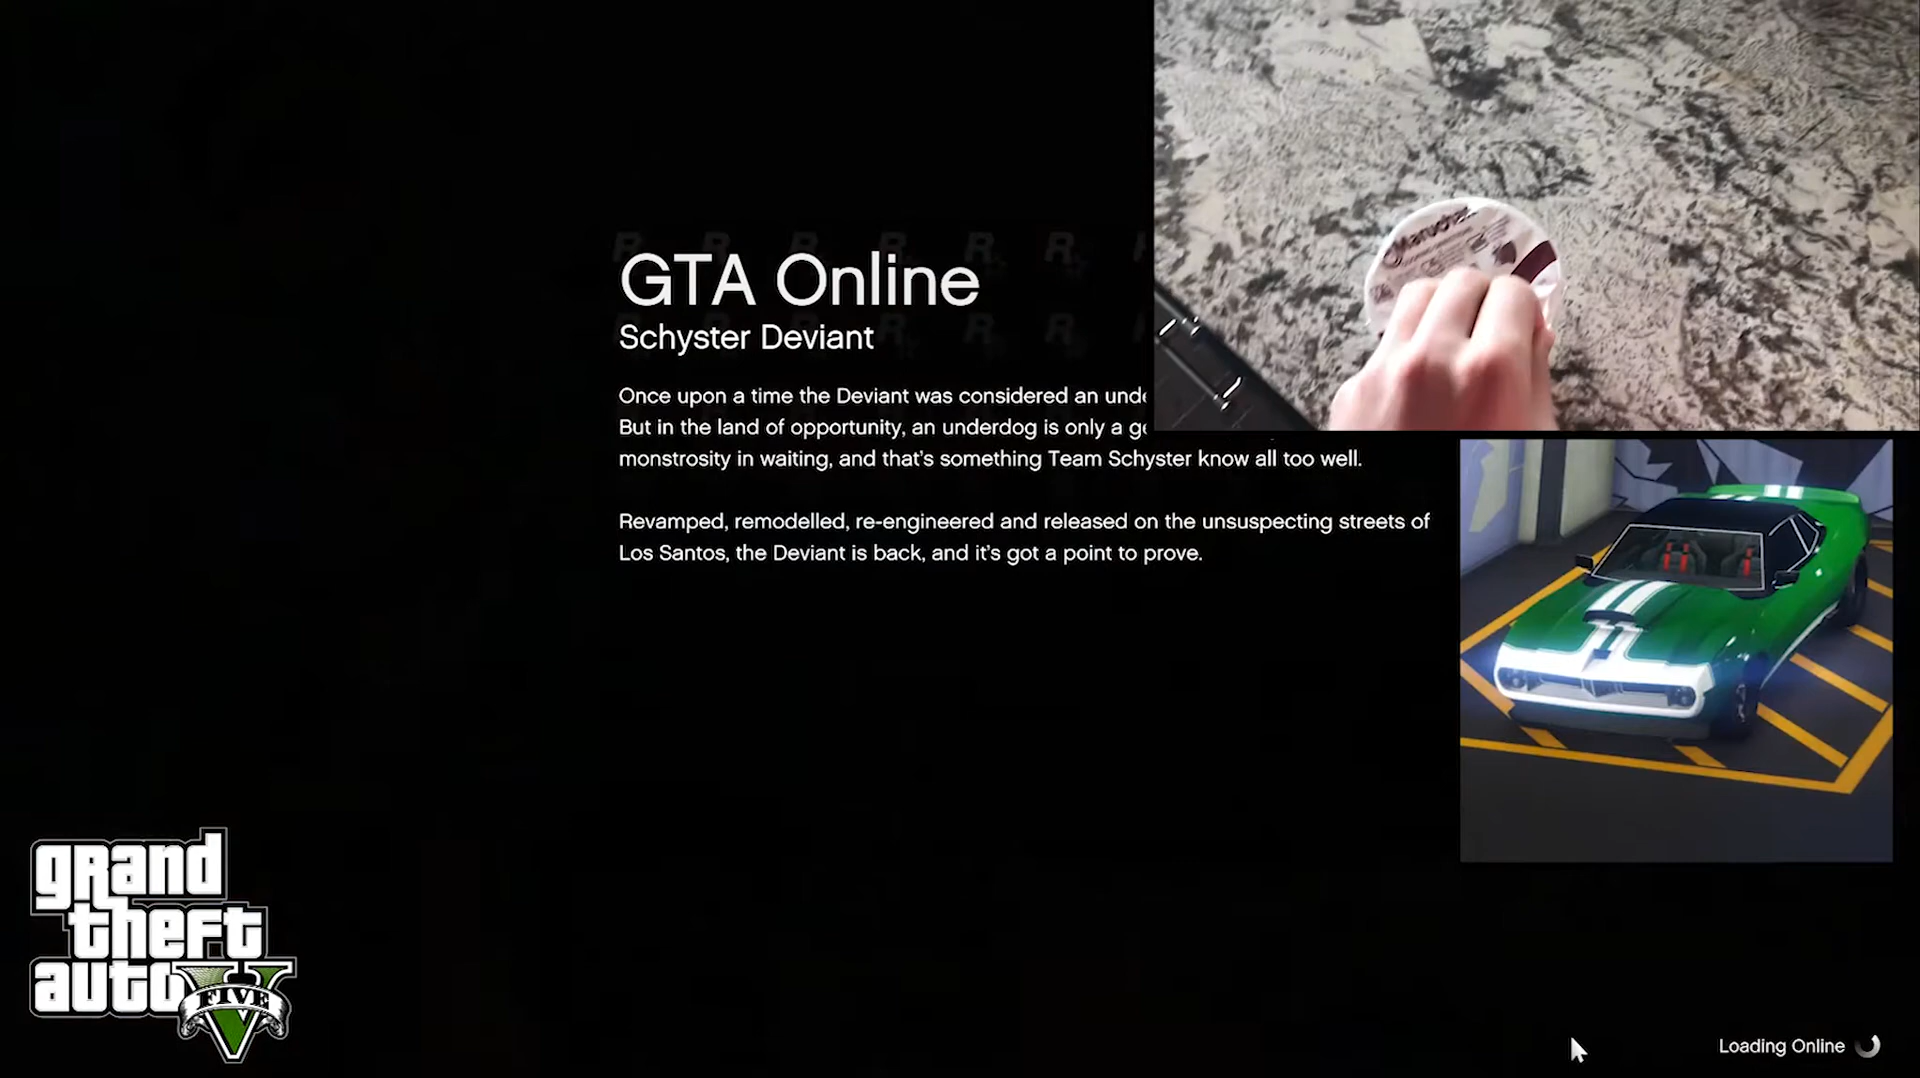 GTA Online
Schyster Deviant
Once upon a time the Deviant was considered an unde
But in the land of opportunity, an underdog is only a ge
monstrosity in waiting, and that's something Team Schyster know all too well.
Revamped, remodelled, re-engineered and released on the unsuspecting streets of
Los Santos, the Deviant is back, and it's got a point to prove.
Maruchan
grand
theft
auto
V
FIVE
Loading Online